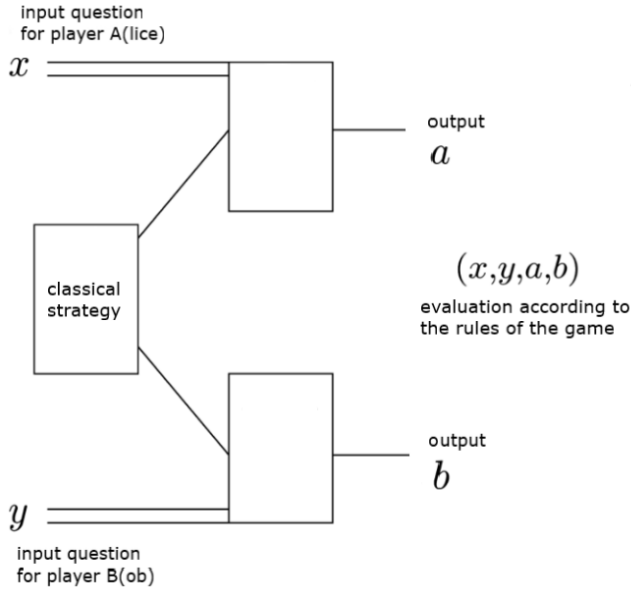 input question
for player A(lice)
x
output
a
classical
strategy
(x,y,a,b)
evaluation according to
the rules of the game
output
b
y
input question
for player B(ob)